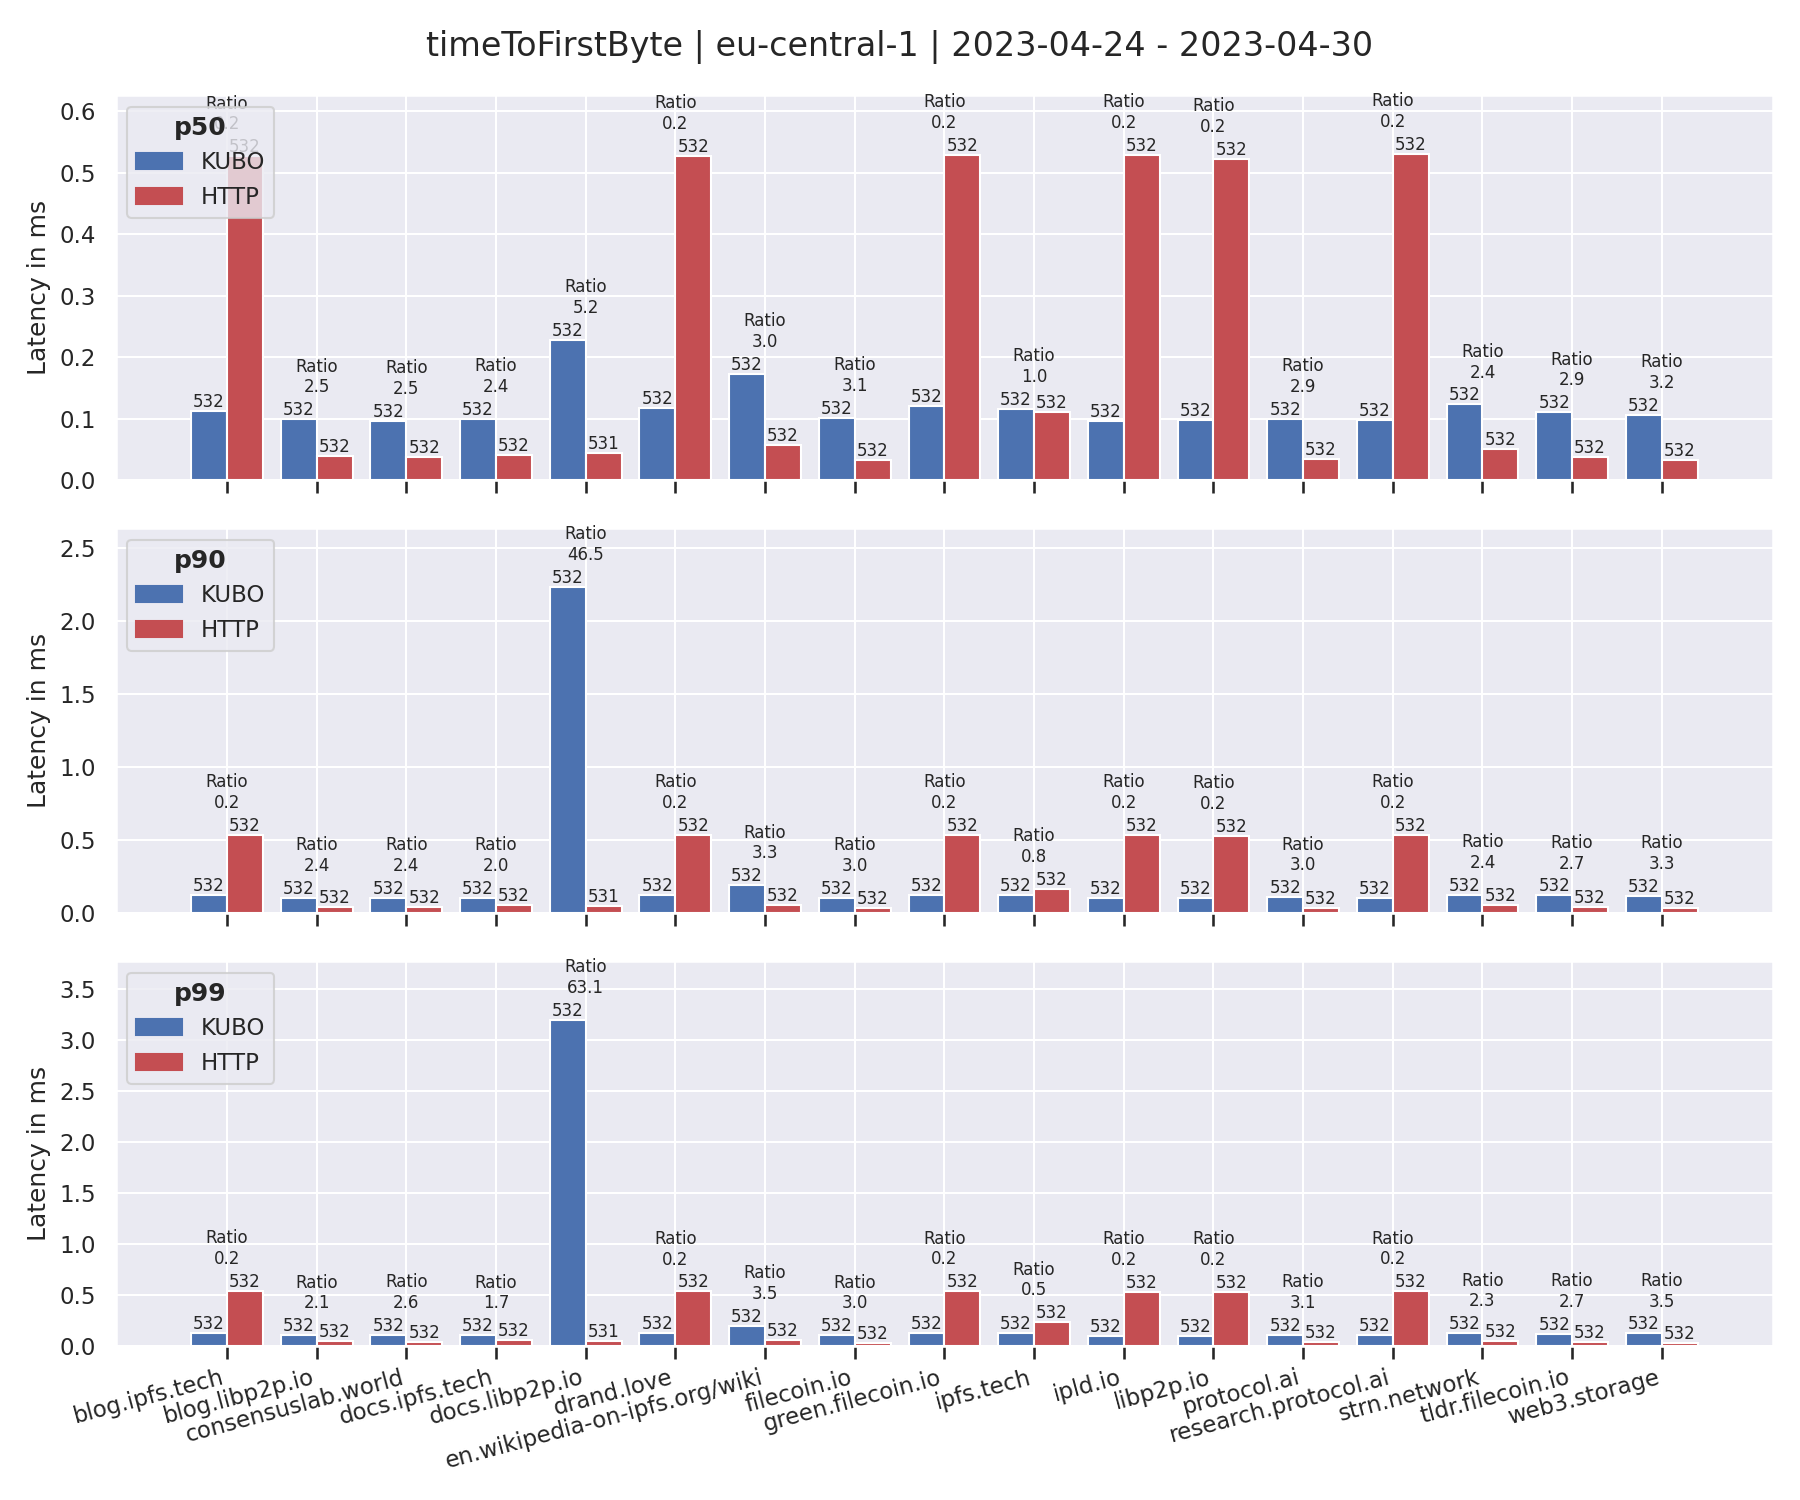 timeToFirstByte | eu-central-1 | 2023-04-24 - 2023-04-30
Latency in ms
0.6
0.5
0.4
0.3
0.2
0.1
0.0
p50
KUBO
HTTP
Ratio Ratio Ratio Ratio Ratio Ratio
0.2 0.2 0.2 0.2 0.2 0.2
532 532 532 532 532 532
Ratio
5.2
532
Ratio
3.0
532
Ratio Ratio Ratio Ratio Ratio Ratio Ratio Ratio Ratio
2.5 2.5 2.4 3.1 1.0 2.9 2.4 2.9 3.2
532 532 532 532 532 532 532 532 532 532 532 532 532 532 532 532
532 532 532 531 532 532 532 532 532 532
Latency in ms
2.5
2.0
1.5
1.0
0.5
0.0
p90
KUBO
HTTP
Ratio
46.5
532
Ratio Ratio Ratio Ratio Ratio Ratio
0.2 0.2 0.2 0.2 0.2 0.2
532 532 532 532 532 532
Ratio Ratio Ratio Ratio Ratio Ratio Ratio Ratio Ratio Ratio
2.4 2.4 2.0 3.3 3.0 0.8 3.0 2.4 2.7 3.3
532 532 532 532 532 532 532 532 532 532 532 532 532 532 532 532
532 532 532 531 532 532 532 532 532 532 532
Latency in ms
3.5
3.0
2.5
2.0
1.5
1.0
0.5
0.0
p99
KUBO
HTTP
Ratio
63.1
532
Ratio Ratio Ratio Ratio Ratio Ratio
0.2 0.2 0.2 0.2 0.2 0.2
532 532 532 532 532 532
Ratio Ratio Ratio Ratio Ratio Ratio Ratio Ratio Ratio Ratio
2.1 2.6 1.7 3.5 3.0 0.5 3.1 2.3 2.7 3.5
532 532 532 532 532 532 532 532 532 532 532 532 532 532 532 532
532 532 532 531 532 532 532 532 532 532 532
blog.ipfs.tech
blog.libp2p.io
consensuslab.world
docs.ipfs.tech
docs.libp2p.io
drand.love
en.wikipedia-on-ipfs.org/wiki
filecoin.io
green.filecoin.io
ipfs.tech
ipld.io
libp2p.io
protocol.ai
research.protocol.ai
strn.network
tldr.filecoin.io
web3.storage